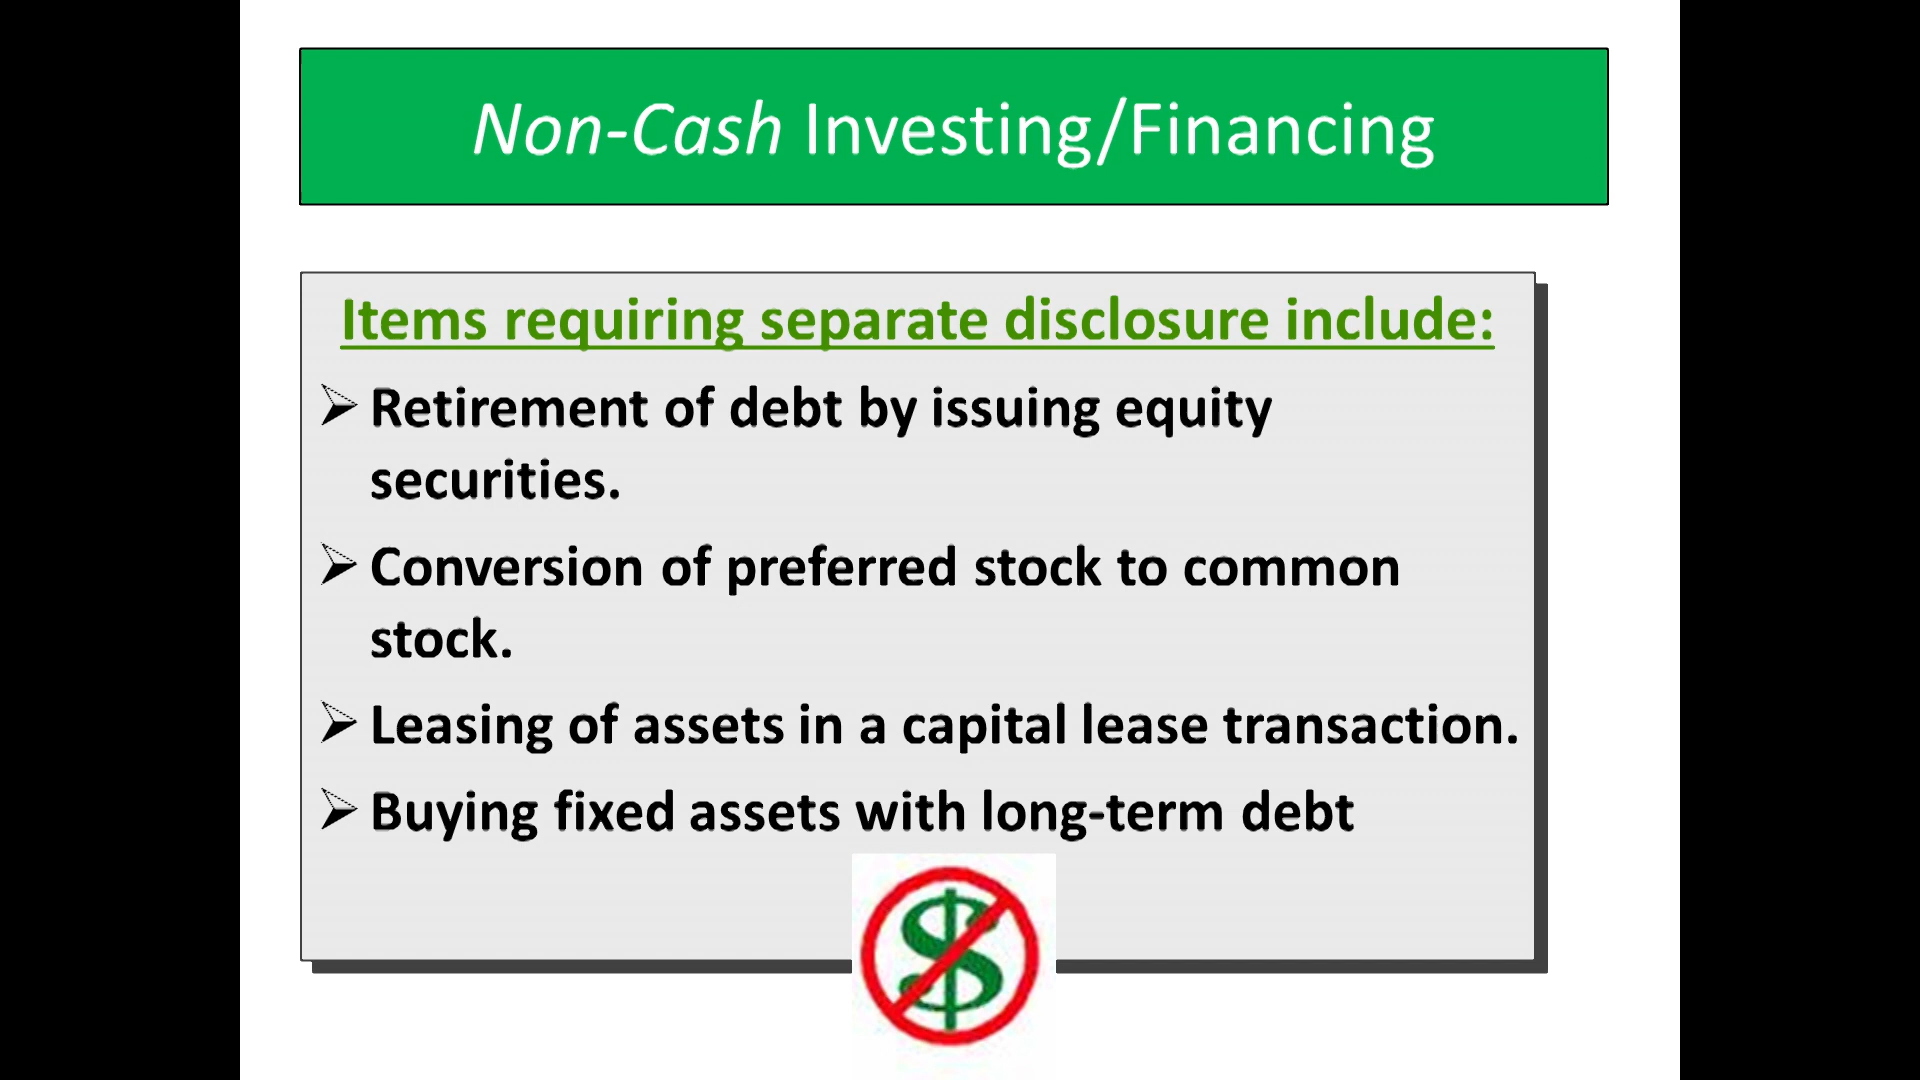 Non-Cash Investing/Financing
Items requiring separate disclosure include:
➢ Retirement of debt by issuing equity
securities.
➢ Conversion of preferred stock to common
stock.
➢ Leasing of assets in a capital lease transaction.
➢ Buying fixed assets with long-term debt
$